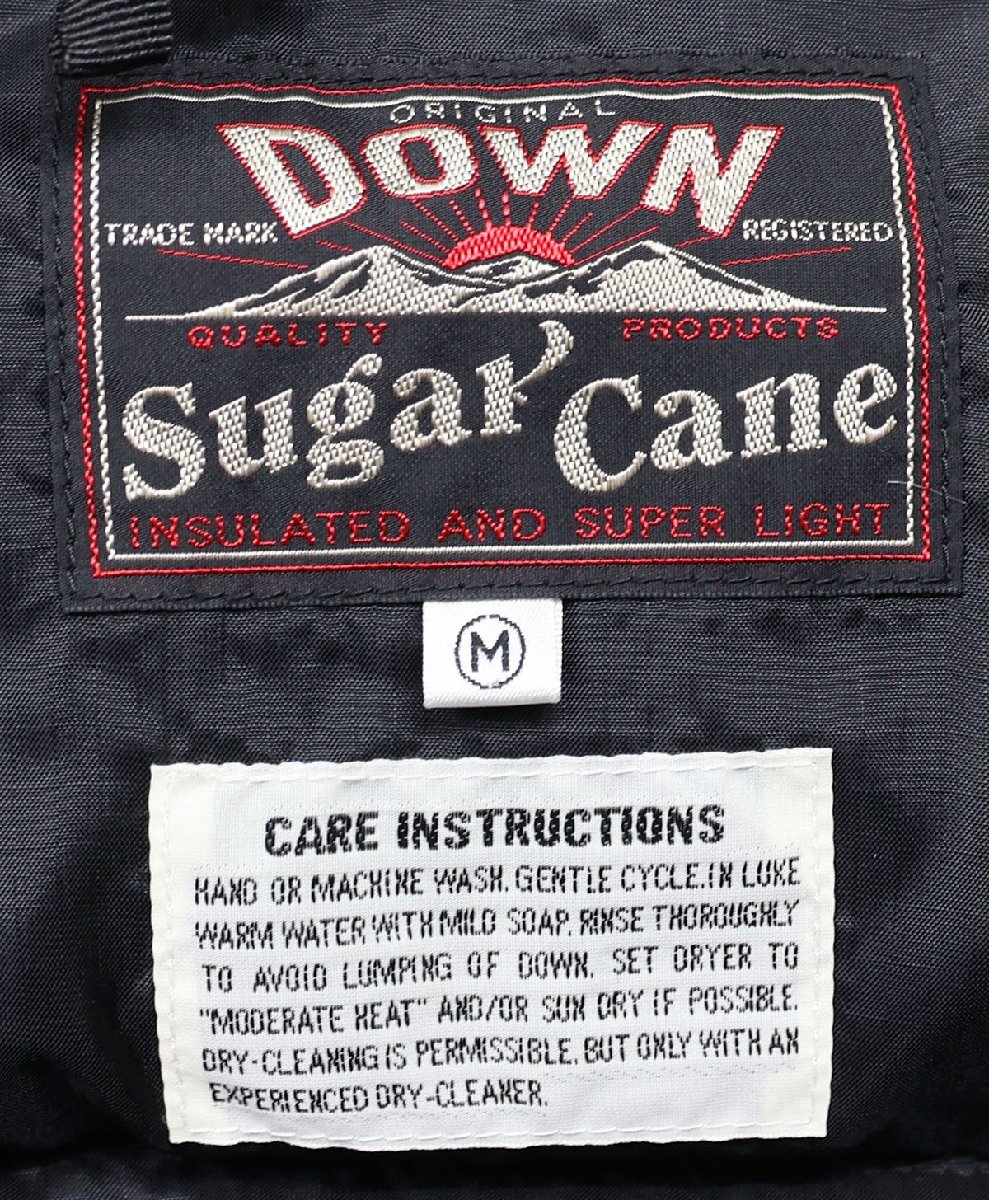 ORIGINAL
DOWN
TRADE MARK REGISTERED
QUALITY PRODUCTS
Sugar Cane
INSULATED AND SUPER LIGHT
M
CARE INSTRUCTIONS
HAND OR MACHINE WASH. GENTLE CYCLE. IN LUKE
WARM WATER WITH MILD SOAP. RINSE THOROUGHLY
TO AVOID LUMPING OF DOWN. SET DRYER TO
"MODERATE HEAT" AND/OR SUN DRY IF POSSIBLE.
DRY-CLEANING IS PERMISSIBLE, BUT ONLY WITH AN
EXPERIENCED DRY-CLEANER.